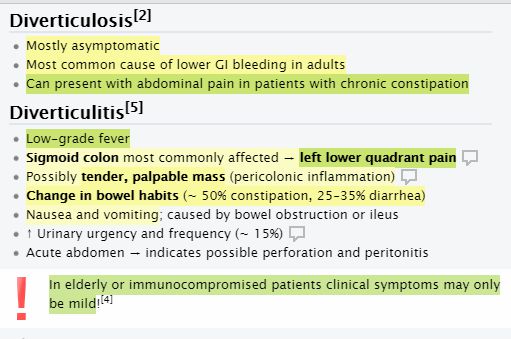 Diverticulosis[2]
Mostly asymptomatic
Most common cause of lower GI bleeding in adults
Can present with abdominal pain in patients with chronic constipation
Diverticulitis[5]
Low-grade fever
Sigmoid colon most commonly affected → left lower quadrant pain
Possibly tender, palpable mass (pericolonic inflammation)
Change in bowel habits (~ 50% constipation, 25–35% diarrhea)
Nausea and vomiting; caused by bowel obstruction or ileus
↑ Urinary urgency and frequency (~ 15%)
Acute abdomen → indicates possible perforation and peritonitis
In elderly or immunocompromised patients clinical symptoms may only
be mild![4]